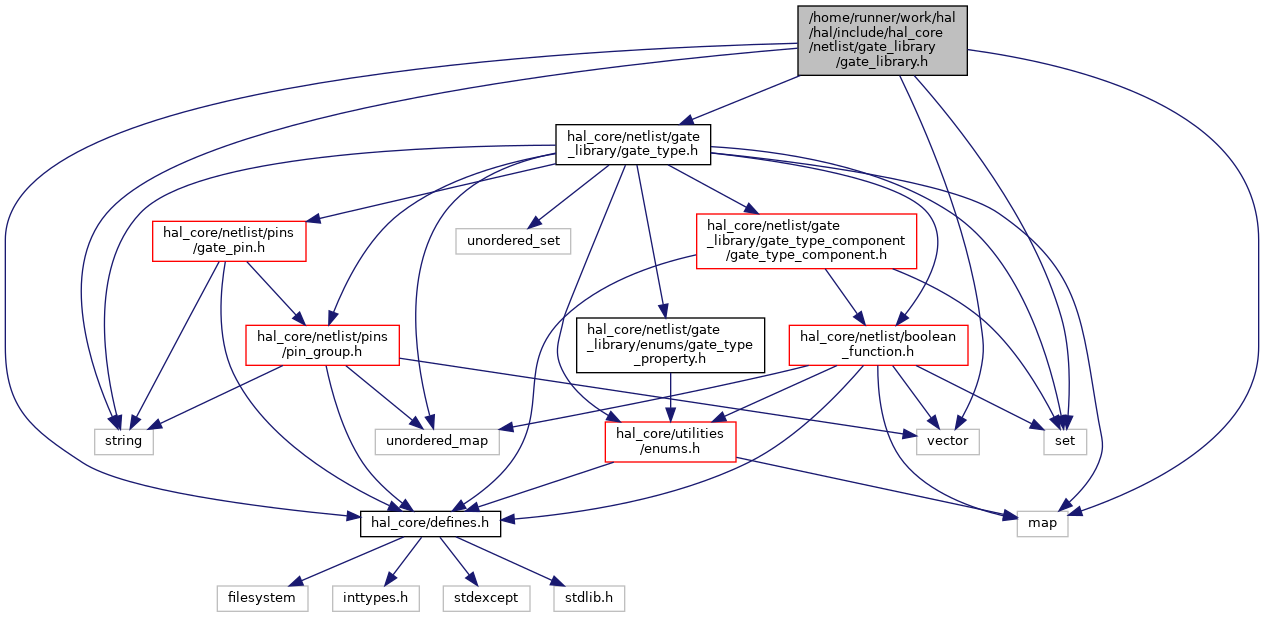 /home/runner/work/hal
/hal/include/hal_core
/netlist/gate_library
/gate_library.h
hal_core/netlist/gate
_library/gate_type.h
hal_core/netlist/pins
/gate_pin.h
unordered_set
hal_core/netlist/gate
_library/gate_type_component
/gate_type_component.h
hal_core/netlist/pins
/pin_group.h
hal_core/netlist/gate
_library/enums/gate_type
_property.h
hal_core/netlist/boolean
_function.h
string
unordered_map
hal_core/utilities
/enums.h
vector
set
hal_core/defines.h
map
filesystem
inttypes.h
stdexcept
stdlib.h